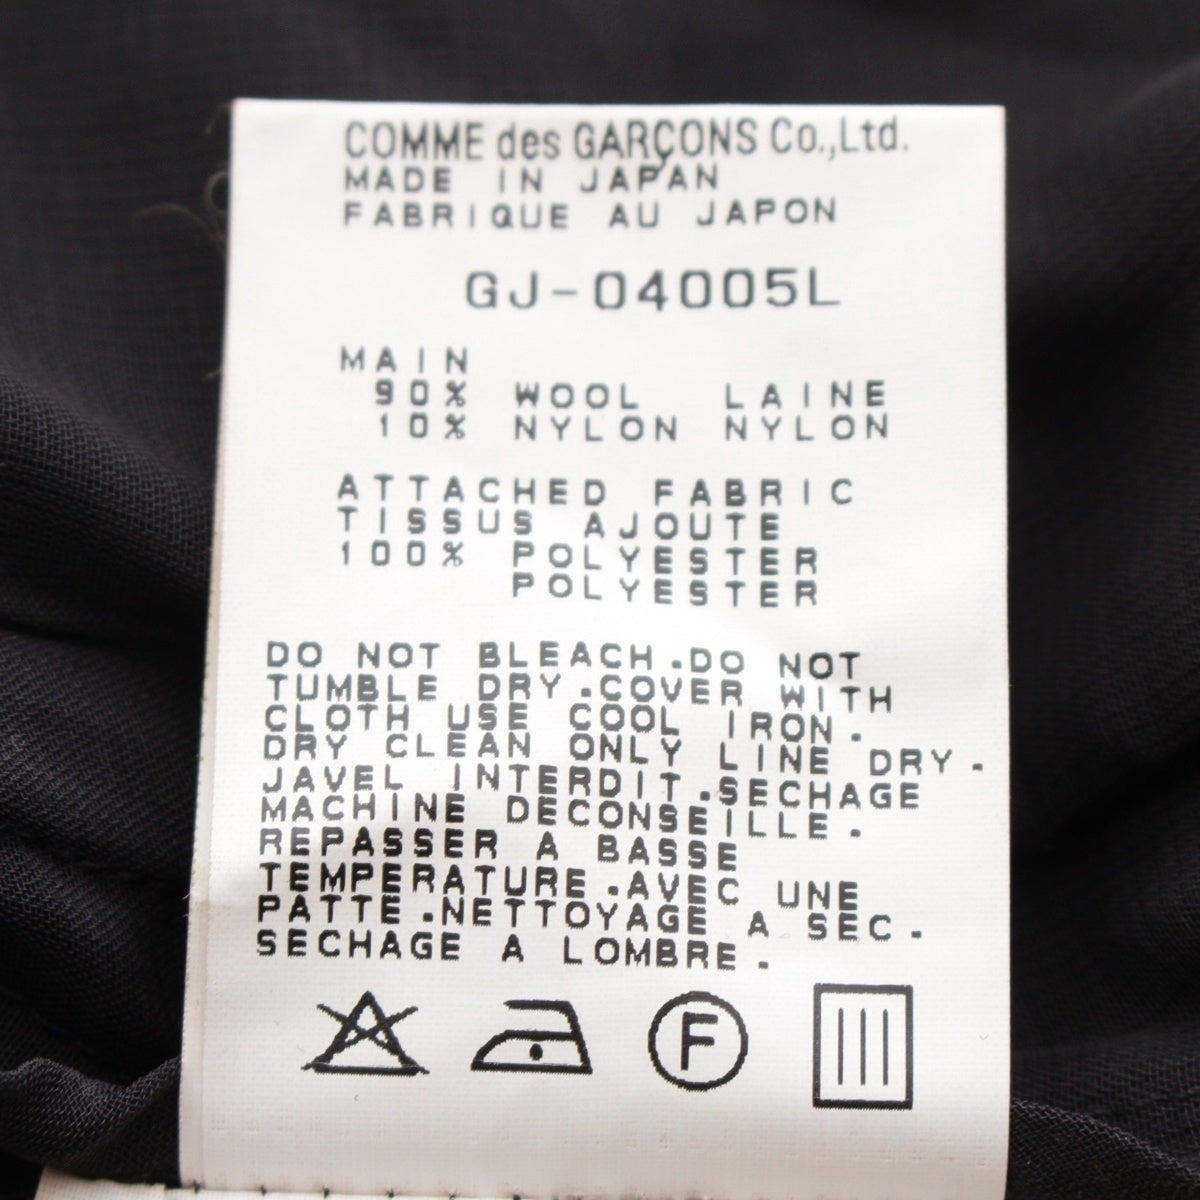 COMME des GARÇONS Co.,Ltd.
MADE IN JAPAN
FABRIQUE AU JAPON
GJ-04005L
MAIN
90% WOOL LAINE
10% NYLON NYLON
ATTACHED FABRIC
TISSUS AJOUTE
100% POLYESTER
POLYESTER
DO NOT BLEACH.DO NOT
TUMBLE DRY.COVER WITH
CLOTH USE COOL IRON.
DRY CLEAN ONLY LINE DRY.
JAVEL INTERDIT.SECHAGE
MACHINE DECONSEILLE.
REPASSER A BASSE
TEMPERATURE.AVEC UNE
PATTE.NETTOYAGE A SEC.
SECHAGE A LOMBRE.
F